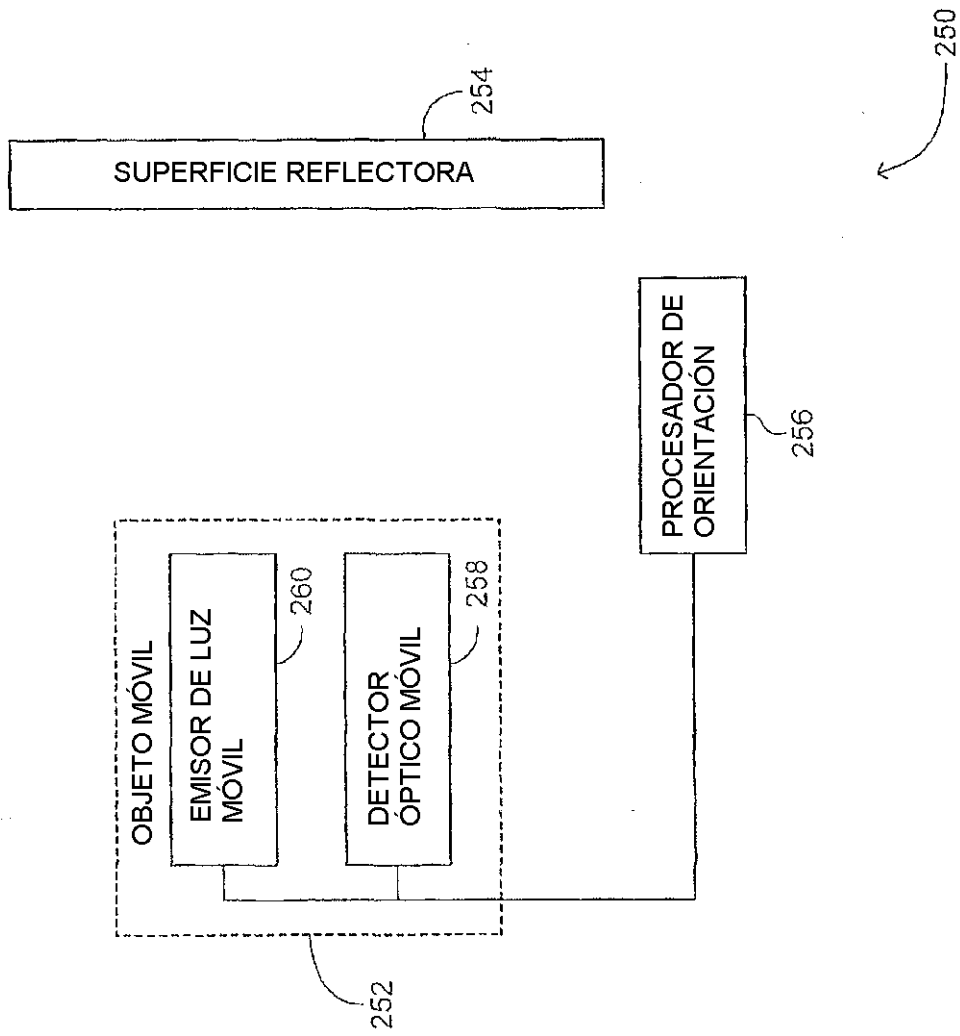 SUPERFICIE REFLECTORA
254
250
OBJETO MÓVIL
EMISOR DE LUZ
MÓVIL
260
DETECTOR
ÓPTICO MÓVIL
258
252
PROCESADOR DE
ORIENTACIÓN
256